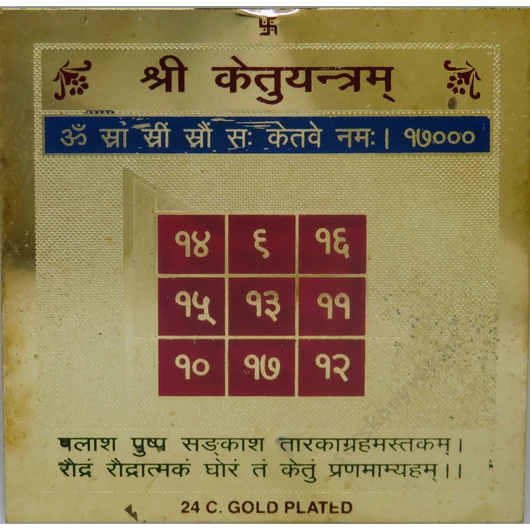 श्री केतुयन्त्रम्
ॐ स्रां स्रीं स्रौं सः केतवे नमः। १७०००
१४ ९ १६
१५ १३ ११
१० १७ १२
पलाश पुष्प सङ्काश तारकाग्रहमस्तकम्।
रौद्रं रौद्रात्मकं घोरं तं केतुं प्रणमाम्यहम्।।
24 C. GOLD PLATED